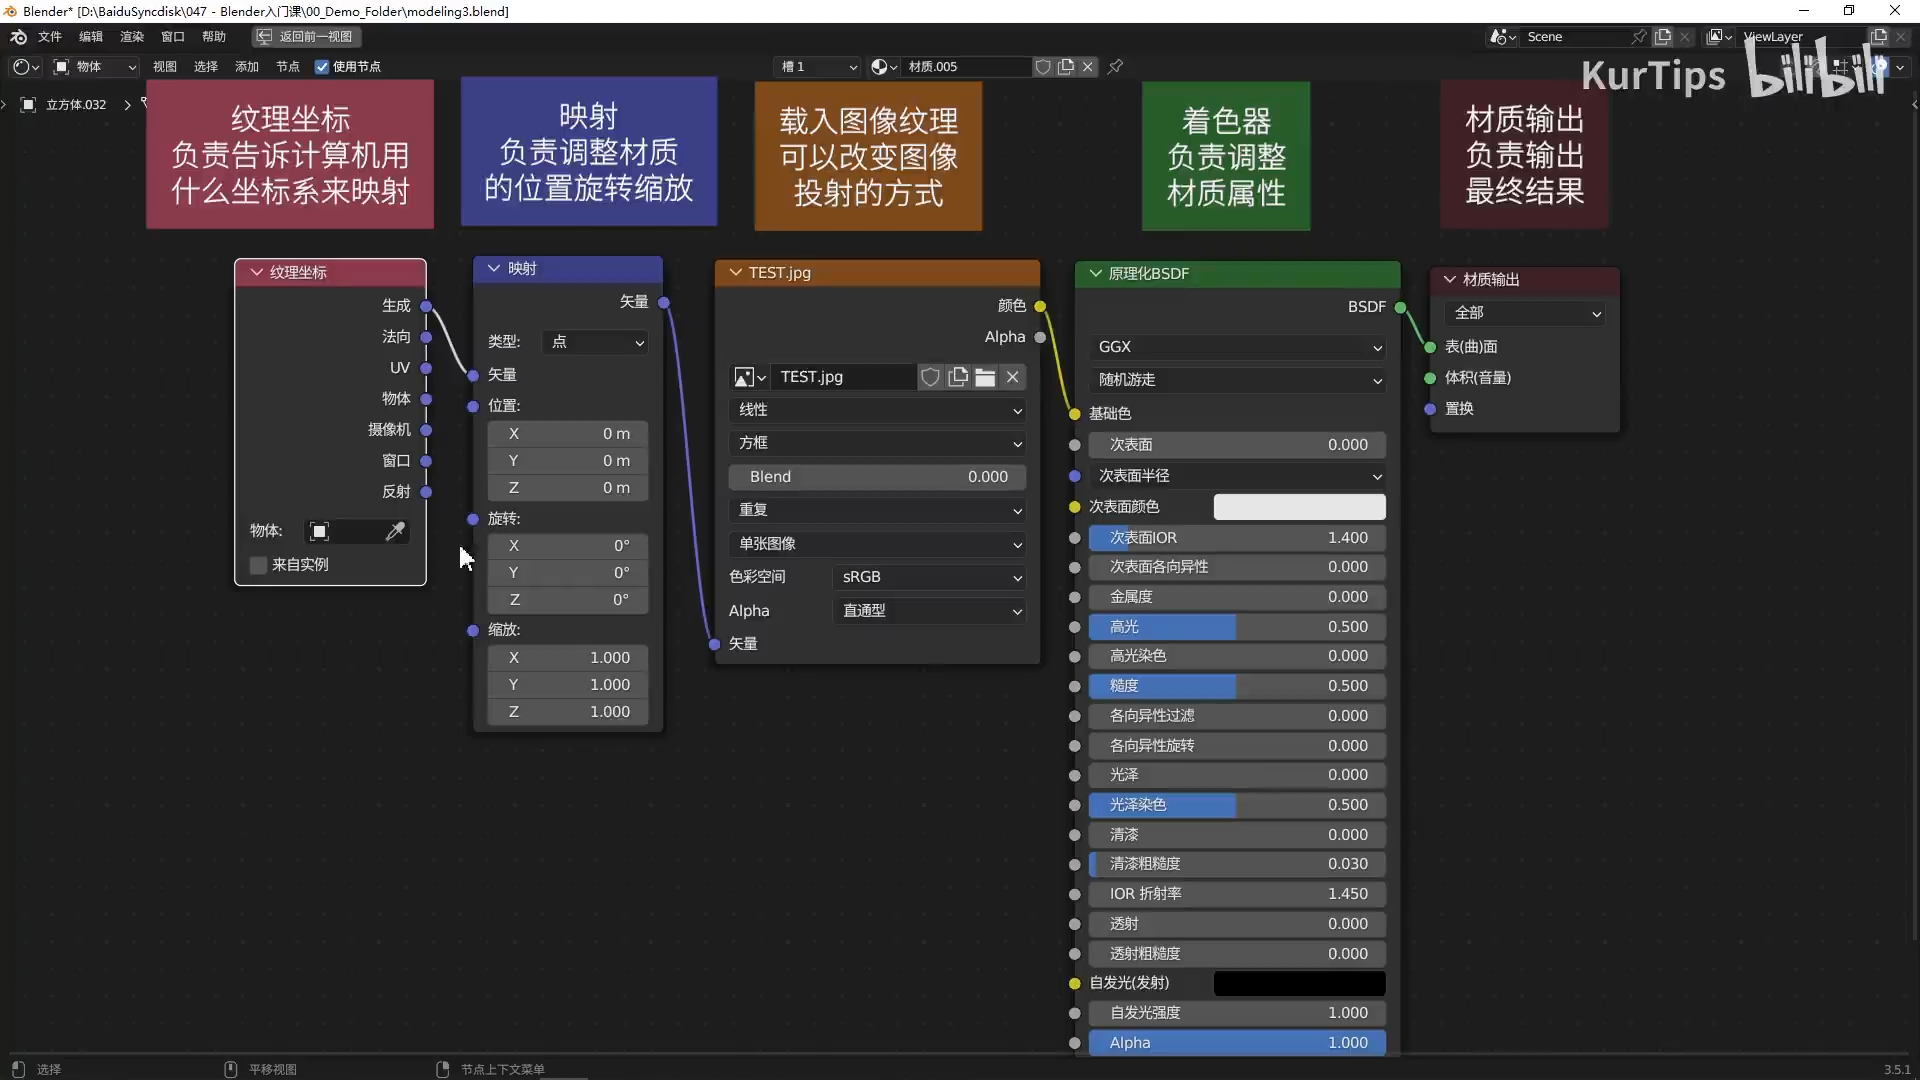 Blender* [D:\BaiduSyncdisk\047 - Blender入门课\00_Demo_Folder\modeling3.blend]
文件 编辑 渲染 窗口 帮助 返回前一视图 Scene ViewLayer
物体 视图 选择 添加 节点 使用节点 槽 1 材质.005
KurTips bilibili
立方体.032
纹理坐标
负责告诉计算机用
什么坐标系来映射
映射
负责调整材质
的位置旋转缩放
载入图像纹理
可以改变图像
投射的方式
着色器
负责调整
材质属性
材质输出
负责输出
最终结果
纹理坐标
生成
法向
UV
物体
摄像机
窗口
反射
物体:
来自实例
映射
矢量
类型: 点
矢量
位置:
X 0 m
Y 0 m
Z 0 m
旋转:
X 0°
Y 0°
Z 0°
缩放:
X 1.000
Y 1.000
Z 1.000
TEST.jpg
颜色
Alpha
TEST.jpg
线性
方框
Blend 0.000
重复
单张图像
色彩空间 sRGB
Alpha 直通型
矢量
原理化BSDF
BSDF
GGX
随机游走
基础色
次表面 0.000
次表面半径
次表面颜色
次表面IOR 1.400
次表面各向异性 0.000
金属度 0.000
高光 0.500
高光染色 0.000
糙度 0.500
各向异性过滤 0.000
各向异性旋转 0.000
光泽 0.000
光泽染色 0.500
清漆 0.000
清漆粗糙度 0.030
IOR 折射率 1.450
透射 0.000
透射粗糙度 0.000
自发光(发射)
自发光强度 1.000
Alpha 1.000
材质输出
全部
表(曲)面
体积(音量)
置换
选择 平移视图 节点上下文菜单 3.5.1